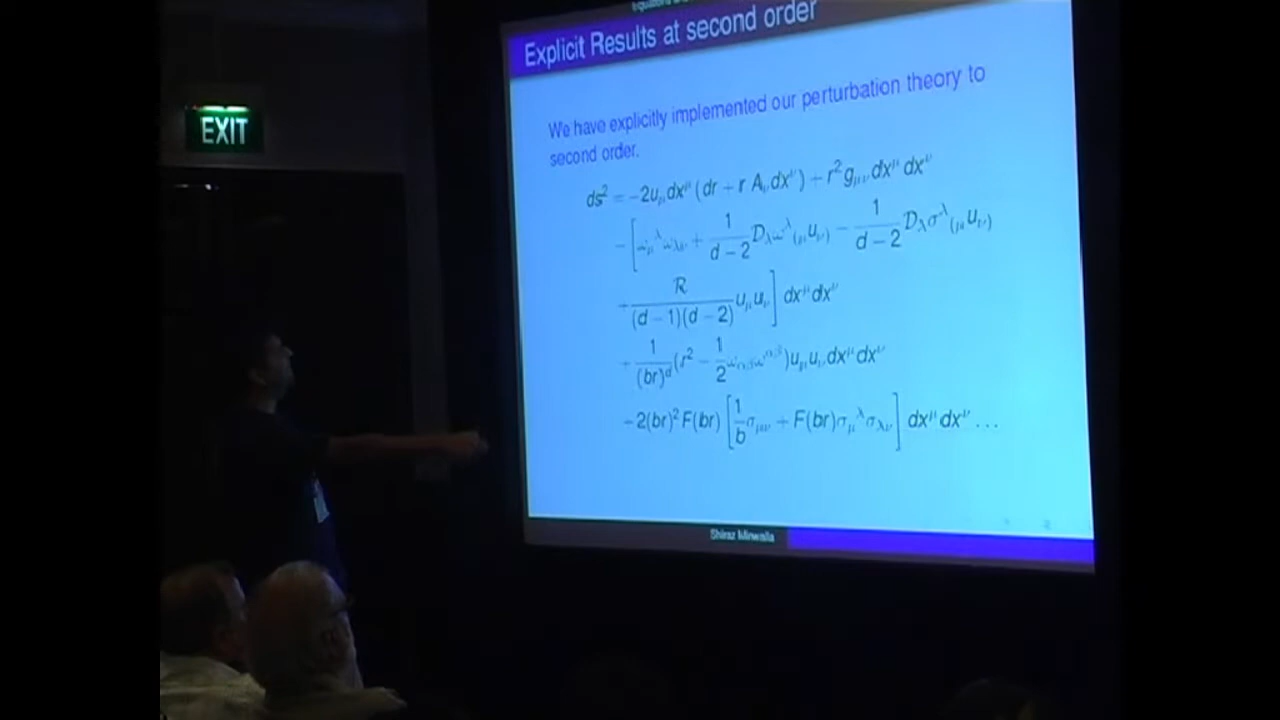 Explicit Results at second order
EXIT
We have explicitly implemented our perturbation theory to
second order.
ds² = −2u_μ dx^μ (dr + r A_ν dx^ν) + r² g_μν dx^μ dx^ν
− [ω_μ^λ ω_λν + 1/(d − 2) D_λ ω^λ_(μ u_ν) − 1/(d − 2) D_λ σ^λ_(μ u_ν)
R/((d − 1)(d − 2)) u_μ u_ν] dx^μ dx^ν
+ 1/(br)^d (r² − 1/2 ω_αβ ω^αβ) u_μ u_ν dx^μ dx^ν
−2(br)² F(br) [1/b σ_μν + F(br) σ_μ^λ σ_λν] dx^μ dx^ν ...
Shiraz Minwalla